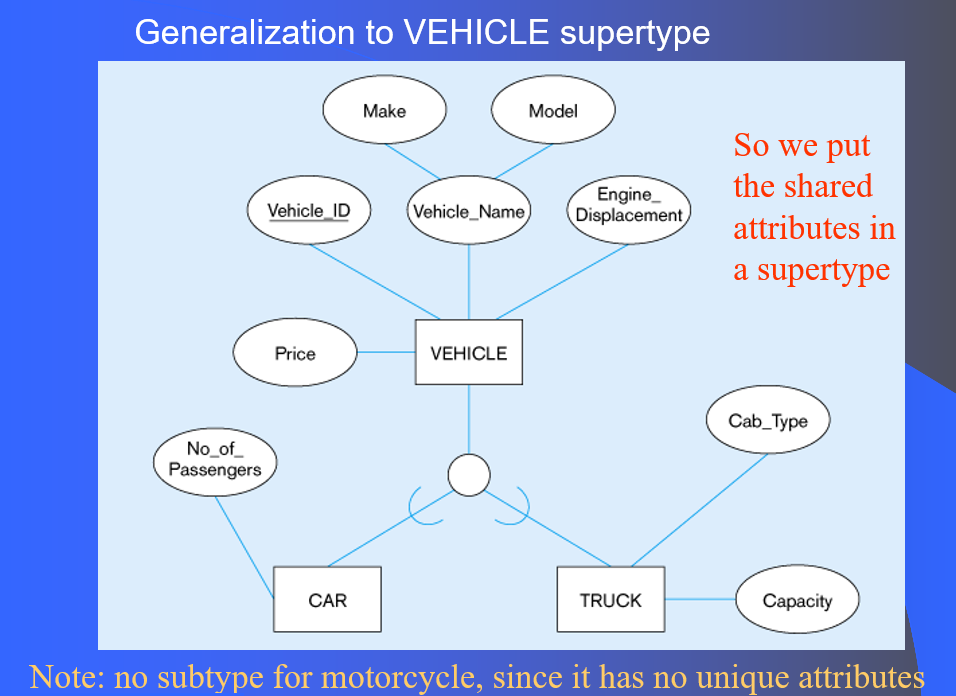 Generalization to VEHICLE supertype
Make
Model
So we put
the shared
attributes in
a supertype
Vehicle_ID
Vehicle_Name
Engine_
Displacement
Price
VEHICLE
Cab_Type
No_of_
Passengers
CAR
TRUCK
Capacity
Note: no subtype for motorcycle, since it has no unique attributes